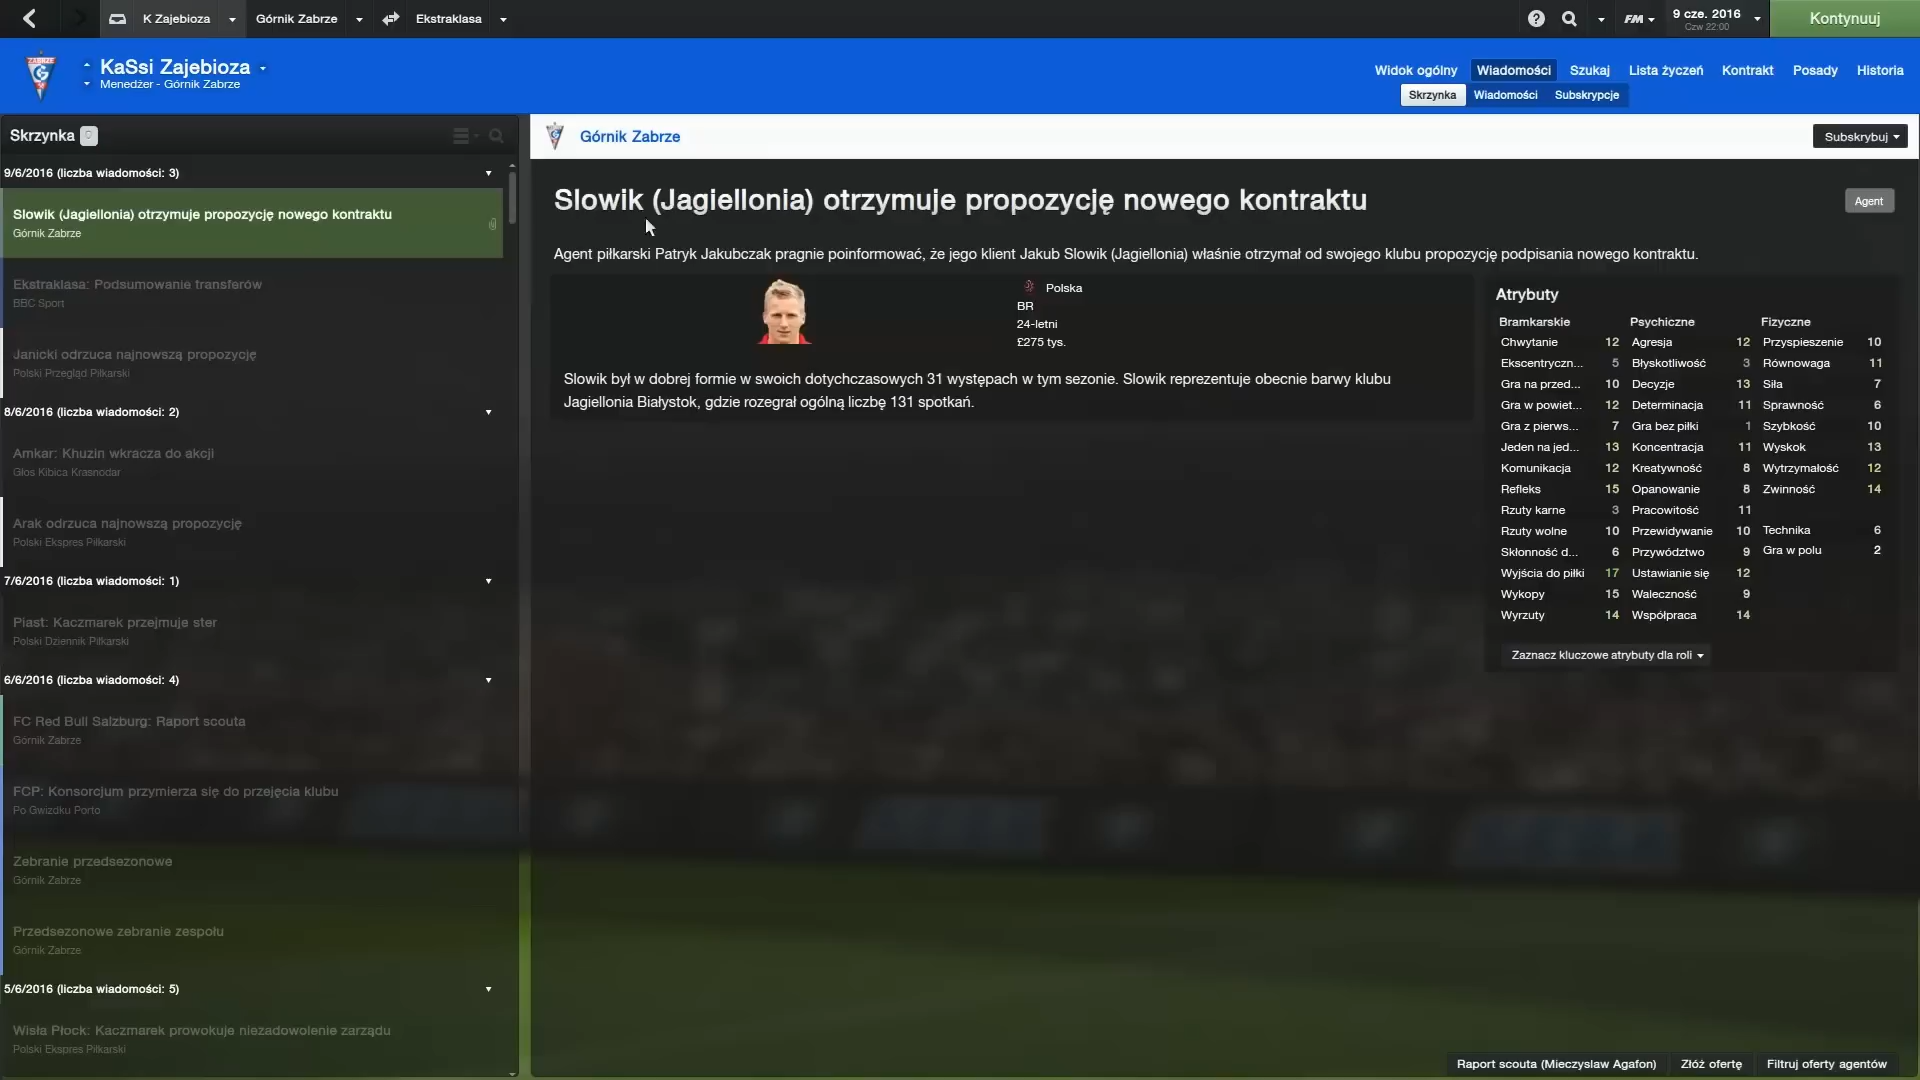 K Zajebioza
Górnik Zabrze
Ekstraklasa
FM
9 cze. 2016
Czw 22:00
Kontynuuj
KaSsi Zajebioza
Menedżer - Górnik Zabrze
Widok ogólny
Wiadomości
Szukaj
Lista życzeń
Kontrakt
Posady
Historia
Skrzynka
Wiadomości
Subskrypcje
Skrzynka
9/6/2016 (liczba wiadomości: 3)
Slowik (Jagiellonia) otrzymuje propozycję nowego kontraktu
Górnik Zabrze
Ekstraklasa: Podsumowanie transferów
BBC Sport
Janicki odrzuca najnowszą propozycję
Polski Przegląd Piłkarski
8/6/2016 (liczba wiadomości: 2)
Amkar: Khuzin wkracza do akcji
Głos Kibica Krasnodar
Arak odrzuca najnowszą propozycję
Polski Ekspres Piłkarski
7/6/2016 (liczba wiadomości: 1)
Piast: Kaczmarek przejmuje ster
Polski Dziennik Piłkarski
6/6/2016 (liczba wiadomości: 4)
FC Red Bull Salzburg: Raport scouta
Górnik Zabrze
FCP: Konsorcjum przymierza się do przejęcia klubu
Po Gwizdku Porto
Zebranie przedsezonowe
Górnik Zabrze
Przedsezonowe zebranie zespołu
Górnik Zabrze
5/6/2016 (liczba wiadomości: 5)
Wisła Płock: Kaczmarek prowokuje niezadowolenie zarządu
Polski Ekspres Piłkarski
Górnik Zabrze
Subskrybuj
Slowik (Jagiellonia) otrzymuje propozycję nowego kontraktu
Agent
Agent piłkarski Patryk Jakubczak pragnie poinformować, że jego klient Jakub Slowik (Jagiellonia) właśnie otrzymał od swojego klubu propozycję podpisania nowego kontraktu.
Polska
BR
24-letni
£275 tys.
Slowik był w dobrej formie w swoich dotychczasowych 31 występach w tym sezonie. Slowik reprezentuje obecnie barwy klubu
Jagiellonia Białystok, gdzie rozegrał ogólną liczbę 131 spotkań.
Atrybuty
Bramkarskie Psychiczne Fizyczne
Chwytanie 12 Agresja 12 Przyspieszenie 10
Ekscentryczn... 5 Błyskotliwość 3 Równowaga 11
Gra na przed... 10 Decyzje 13 Siła 7
Gra w powiet... 12 Determinacja 11 Sprawność 6
Gra z pierws... 7 Gra bez piłki 1 Szybkość 10
Jeden na jed... 13 Koncentracja 11 Wyskok 13
Komunikacja 12 Kreatywność 8 Wytrzymałość 12
Refleks 15 Opanowanie 8 Zwinność 14
Rzuty karne 3 Pracowitość 11
Rzuty wolne 10 Przewidywanie 10 Technika 6
Skłonność d... 6 Przywództwo 9 Gra w polu 2
Wyjścia do piłki 17 Ustawianie się 12
Wykopy 15 Waleczność 9
Wyrzuty 14 Współpraca 14
Zaznacz kluczowe atrybuty dla roli
Raport scouta (Mieczyslaw Agafon)
Złóż ofertę
Filtruj oferty agentów